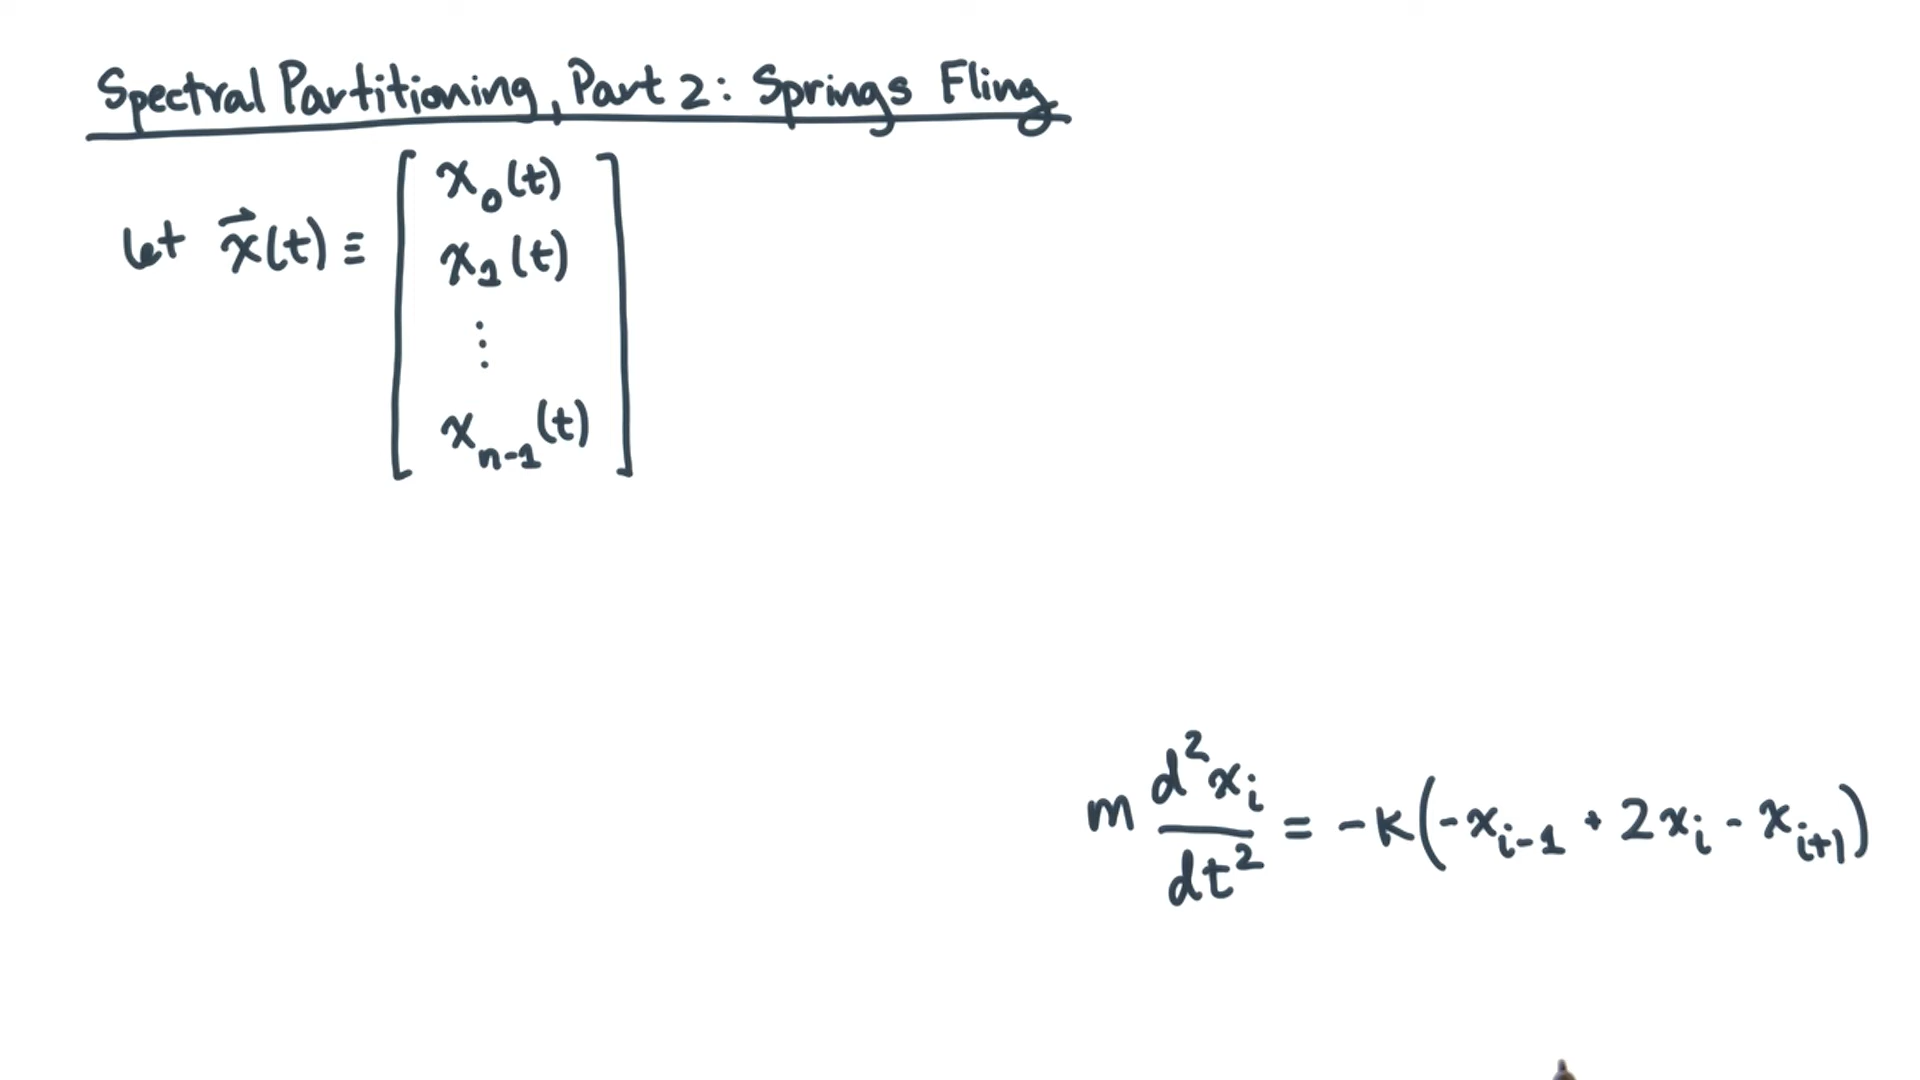 Spectral Partitioning, Part 2: Springs Fling
let x⃗(t) ≡ [ x₀(t)
x₁(t)
⋮
xₙ₋₁(t) ]
m d²xᵢ/dt² = -k(-xᵢ₋₁ + 2xᵢ - xᵢ₊₁)